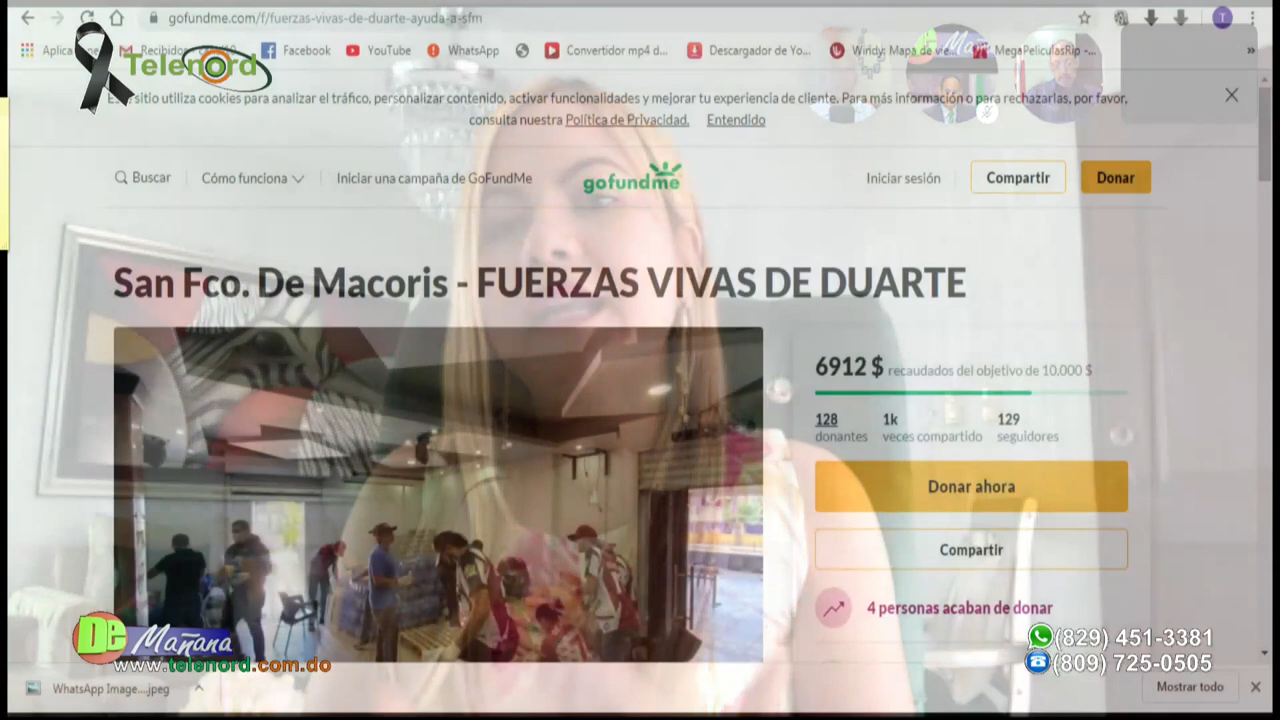 gofundme.com/f/fuerzas-vivas-de-duarte-ayuda-a-sfm
Facebook YouTube WhatsApp Convertidor mp4 d... Descargador de Yo... Windy: Mapa de vie... MegaPeliculasRip -... »
Telenord
Este sitio utiliza cookies para analizar el tráfico, personalizar contenido, activar funcionalidades y mejorar tu experiencia de cliente. Para más información o para rechazarlas, por favor,
consulta nuestra Política de Privacidad. Entendido
Buscar Cómo funciona Iniciar una campaña de GoFundMe gofundme Iniciar sesión Compartir Donar
San Fco. De Macoris - FUERZAS VIVAS DE DUARTE
6912 $ recaudados del objetivo de 10.000 $
128 1k 129
donantes veces compartido seguidores
Donar ahora
Compartir
4 personas acaban de donar
De Mañana
www.telenord.com.do
(829) 451-3381
(809) 725-0505
WhatsApp Image....jpeg
Mostrar todo